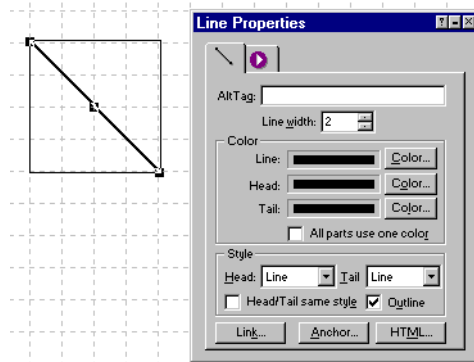 Line Properties
AltTag:
Line width: 2
Color
Line: Color...
Head: Color...
Tail: Color...
All parts use one color
Style
Head: Line Tail Line
Head/Tail same style Outline
Link... Anchor... HTML...